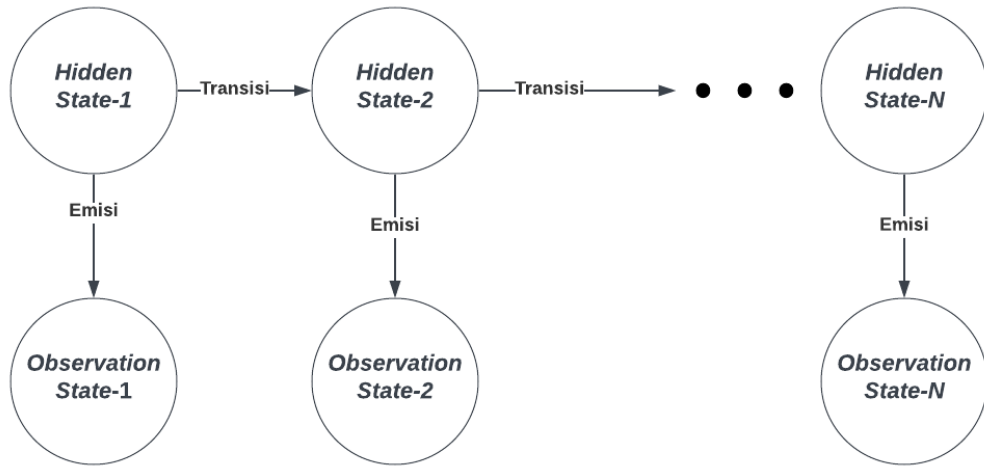 Hidden
State-1
Transisi
Hidden
State-2
Transisi
Hidden
State-N
Emisi
Emisi
Emisi
Observation
State-1
Observation
State-2
Observation
State-N